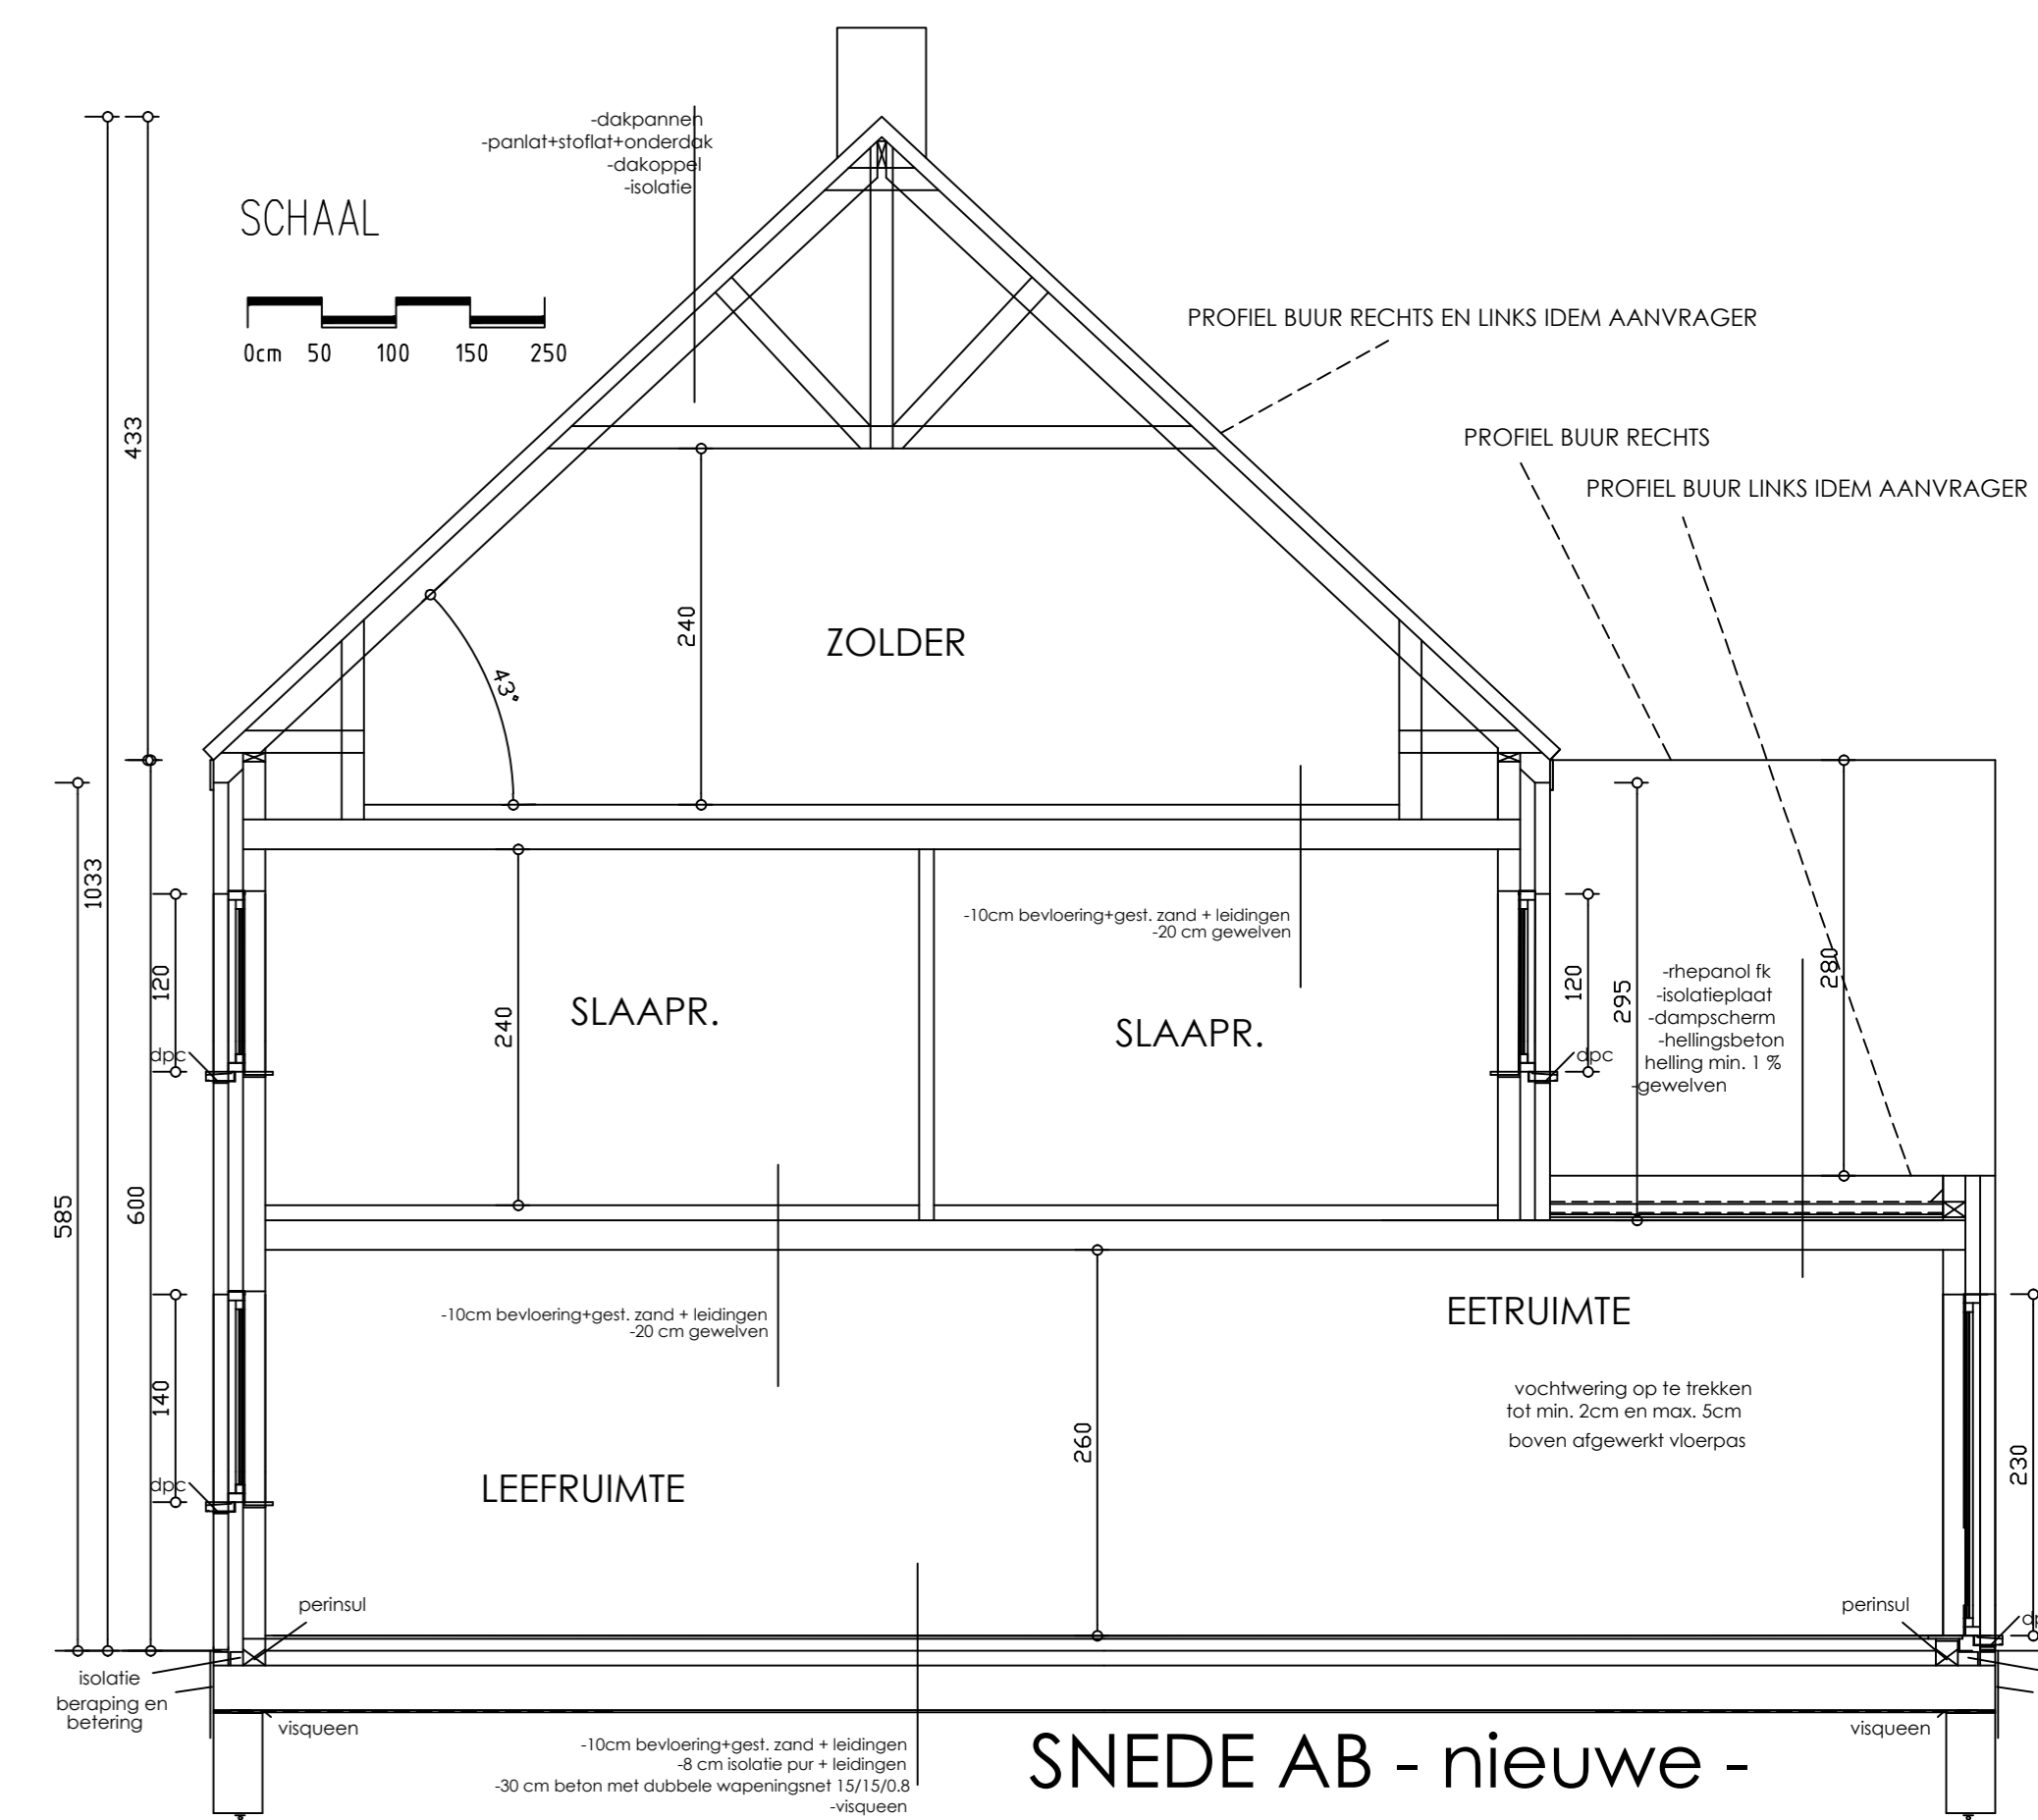 -dakpannen
-panlat+stoflat+onderdak
-dakoppel
-isolatie
SCHAAL
0cm 50 100 150 250
PROFIEL BUUR RECHTS EN LINKS IDEM AANVRAGER
PROFIEL BUUR RECHTS
PROFIEL BUUR LINKS IDEM AANVRAGER
433
240
ZOLDER
43°
1033
120
-10cm bevloering+gest. zand + leidingen
-20 cm gewelven
120
295
280
-rhepanol fk
-isolatieplaat
-dampscherm
-hellingsbeton
helling min. 1 %
-gewelven
240
SLAAPR.
SLAAPR.
dpc
dpc
585
600
140
-10cm bevloering+gest. zand + leidingen
-20 cm gewelven
EETRUIMTE
vochtwering op te trekken
tot min. 2cm en max. 5cm
boven afgewerkt vloerpas
260
230
LEEFRUIMTE
dpc
perinsul
perinsul
isolatie
beraping en
betering
visqueen
visqueen
-10cm bevloering+gest. zand + leidingen
-8 cm isolatie pur + leidingen
-30 cm beton met dubbele wapeningsnet 15/15/0.8
-visqueen
SNEDE AB - nieuwe -